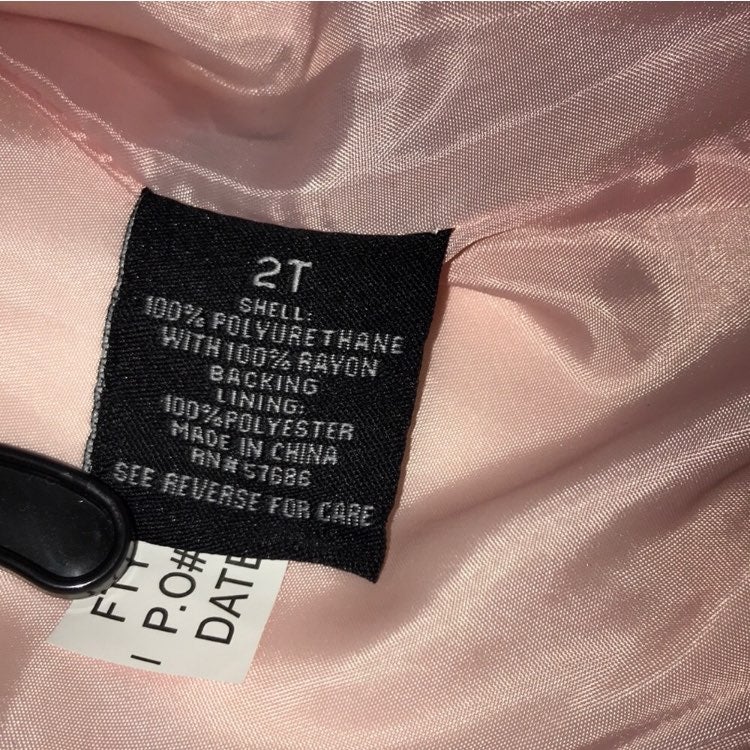 2T
SHELL:
100% POLYURETHANE
WITH 100% RAYON
BACKING
LINING:
100%POLYESTER
MADE IN CHINA
RN# 57686
SEE REVERSE FOR CARE
FTY
P.O#
DATE